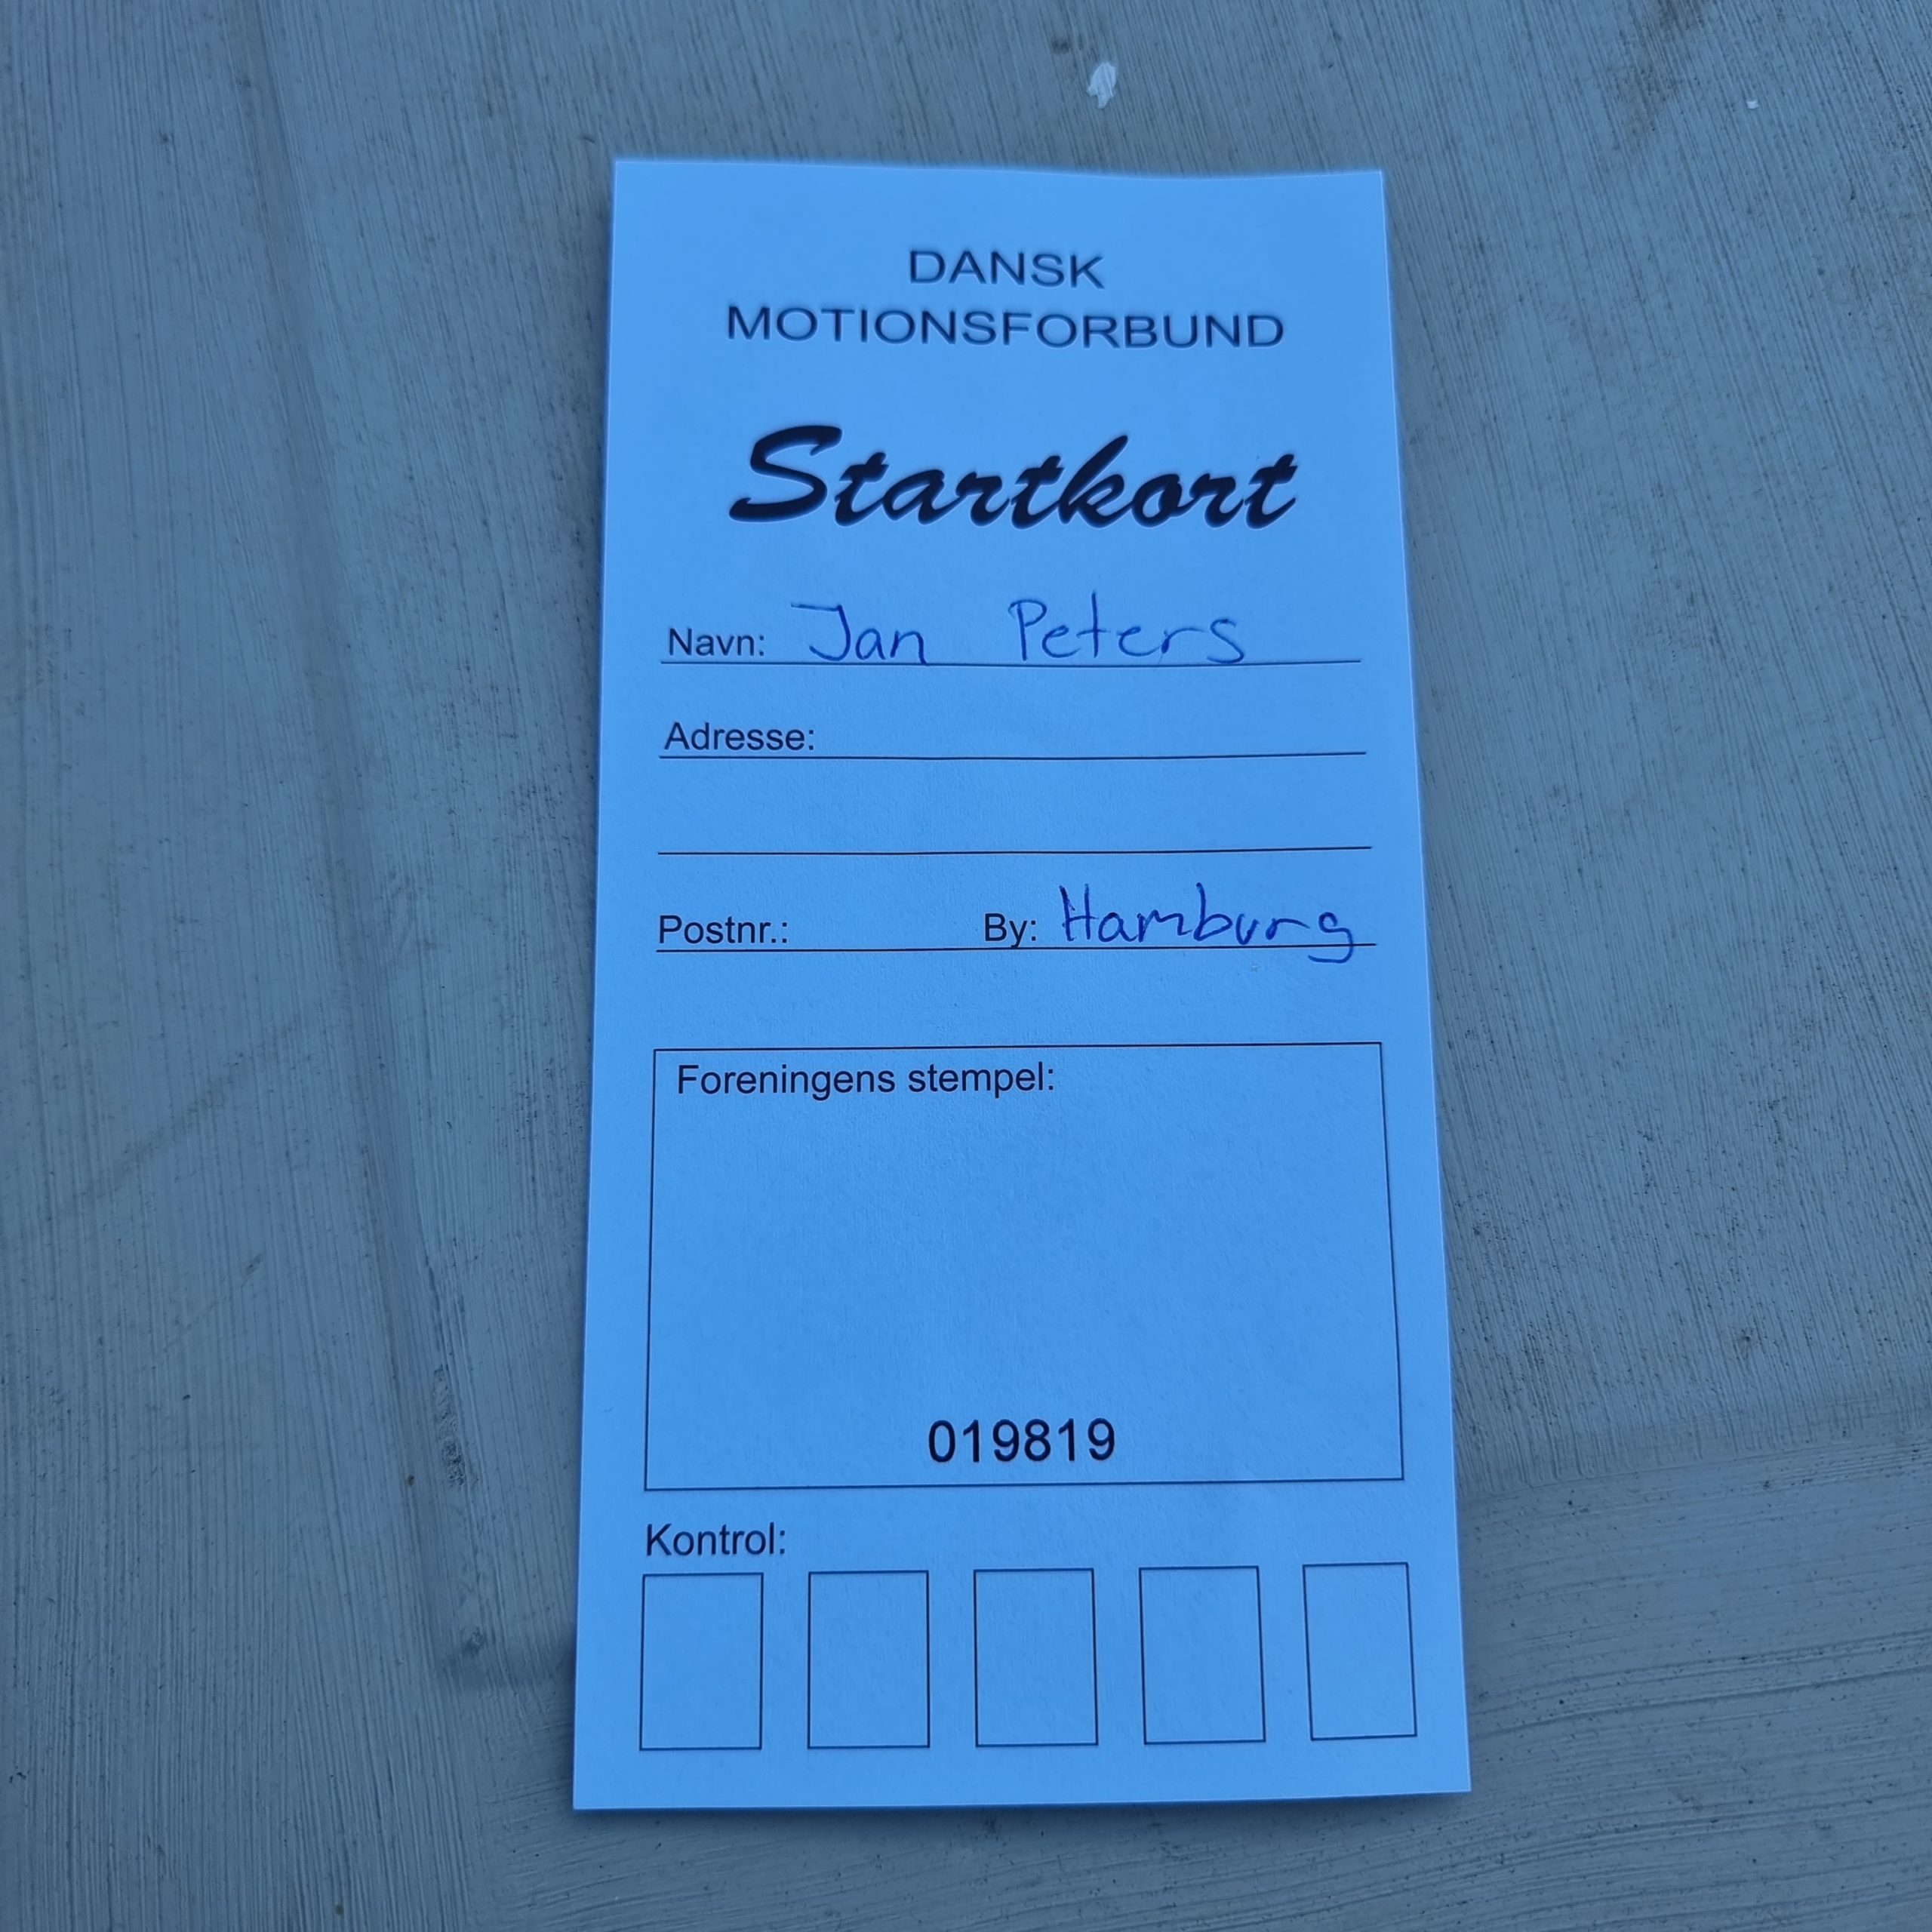 DANSK
MOTIONSFORBUND
Startkort
Navn: Jan Peters
Adresse:
Postnr.: By: Hamburg
Foreningens stempel:
019819
Kontrol: